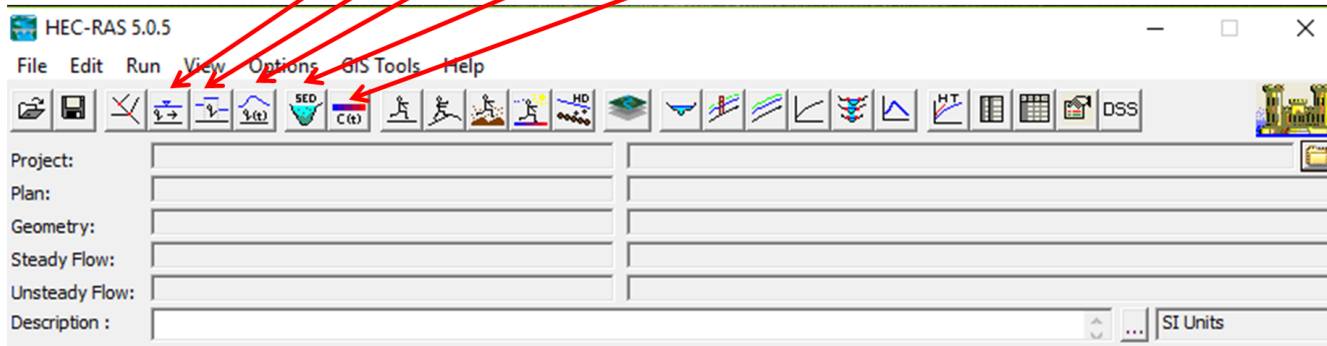 HEC-RAS 5.0.5
File Edit Run View Options GIS Tools Help
SED C(t) HD HT DSS
Project:
Plan:
Geometry:
Steady Flow:
Unsteady Flow:
Description : ... SI Units